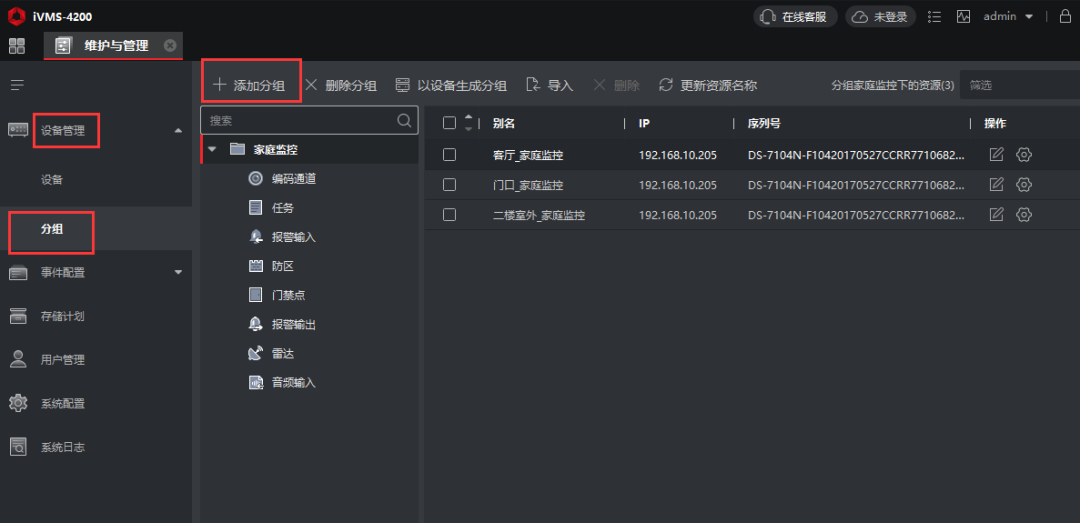 iVMS-4200
在线客服
未登录
admin
维护与管理
设备管理
设备
分组
事件配置
存储计划
用户管理
系统配置
系统日志
添加分组
删除分组
以设备生成分组
导入
删除
更新资源名称
分组家庭监控下的资源(3)
筛选
搜索
家庭监控
编码通道
任务
报警输入
防区
门禁点
报警输出
雷达
音频输入
别名 IP 序列号 操作
客厅_家庭监控 192.168.10.205 DS-7104N-F10420170527CCRR7710682...
门口_家庭监控 192.168.10.205 DS-7104N-F10420170527CCRR7710682...
二楼室外_家庭监控 192.168.10.205 DS-7104N-F10420170527CCRR7710682...